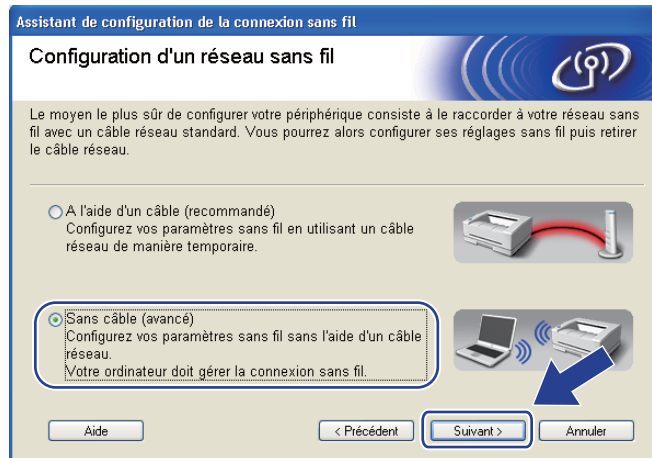 Assistant de configuration de la connexion sans fil
Configuration d'un réseau sans fil
Le moyen le plus sûr de configurer votre périphérique consiste à le raccorder à votre réseau sans
fil avec un câble réseau standard. Vous pourrez alors configurer ses réglages sans fil puis retirer
le câble réseau.
A l'aide d'un câble (recommandé)
Configurez vos paramètres sans fil en utilisant un câble
réseau de manière temporaire.
Sans câble (avancé)
Configurez vos paramètres sans fil sans l'aide d'un câble
réseau.
Votre ordinateur doit gérer la connexion sans fil.
Aide
< Précédent
Suivant >
Annuler